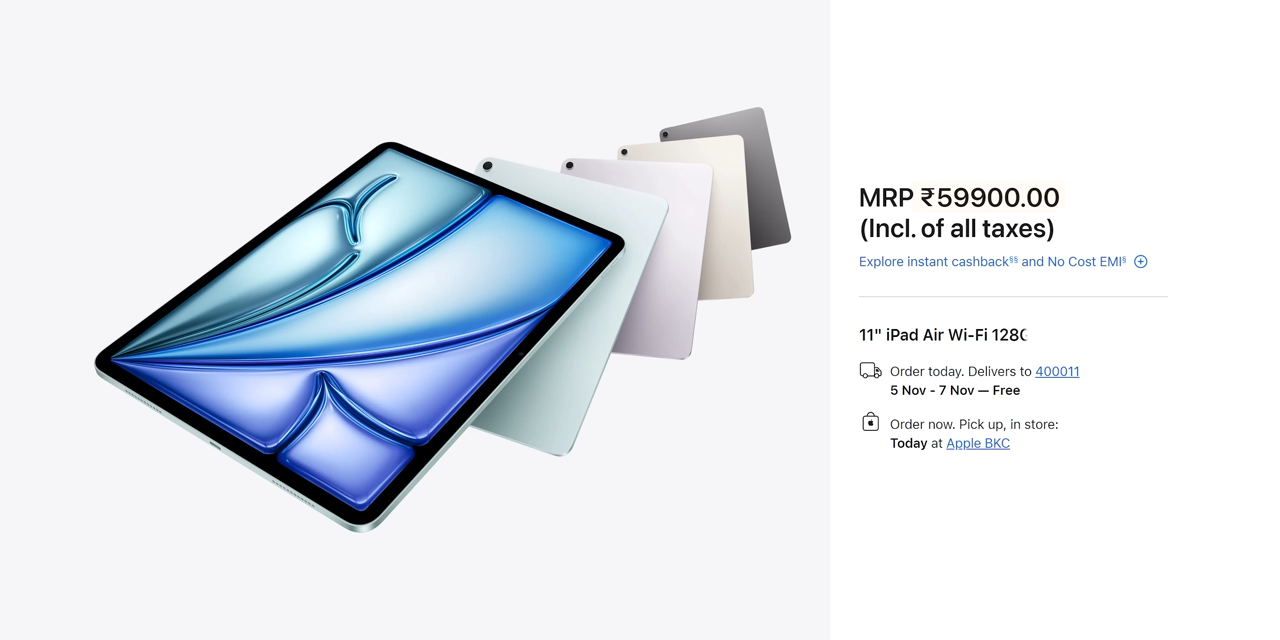 MRP ₹59900.00
(Incl. of all taxes)
Explore instant cashback§§ and No Cost EMI§
11" iPad Air Wi-Fi
Order today. Delivers to 400011
5 Nov - 7 Nov — Free
Order now. Pick up, in store:
Today at Apple BKC